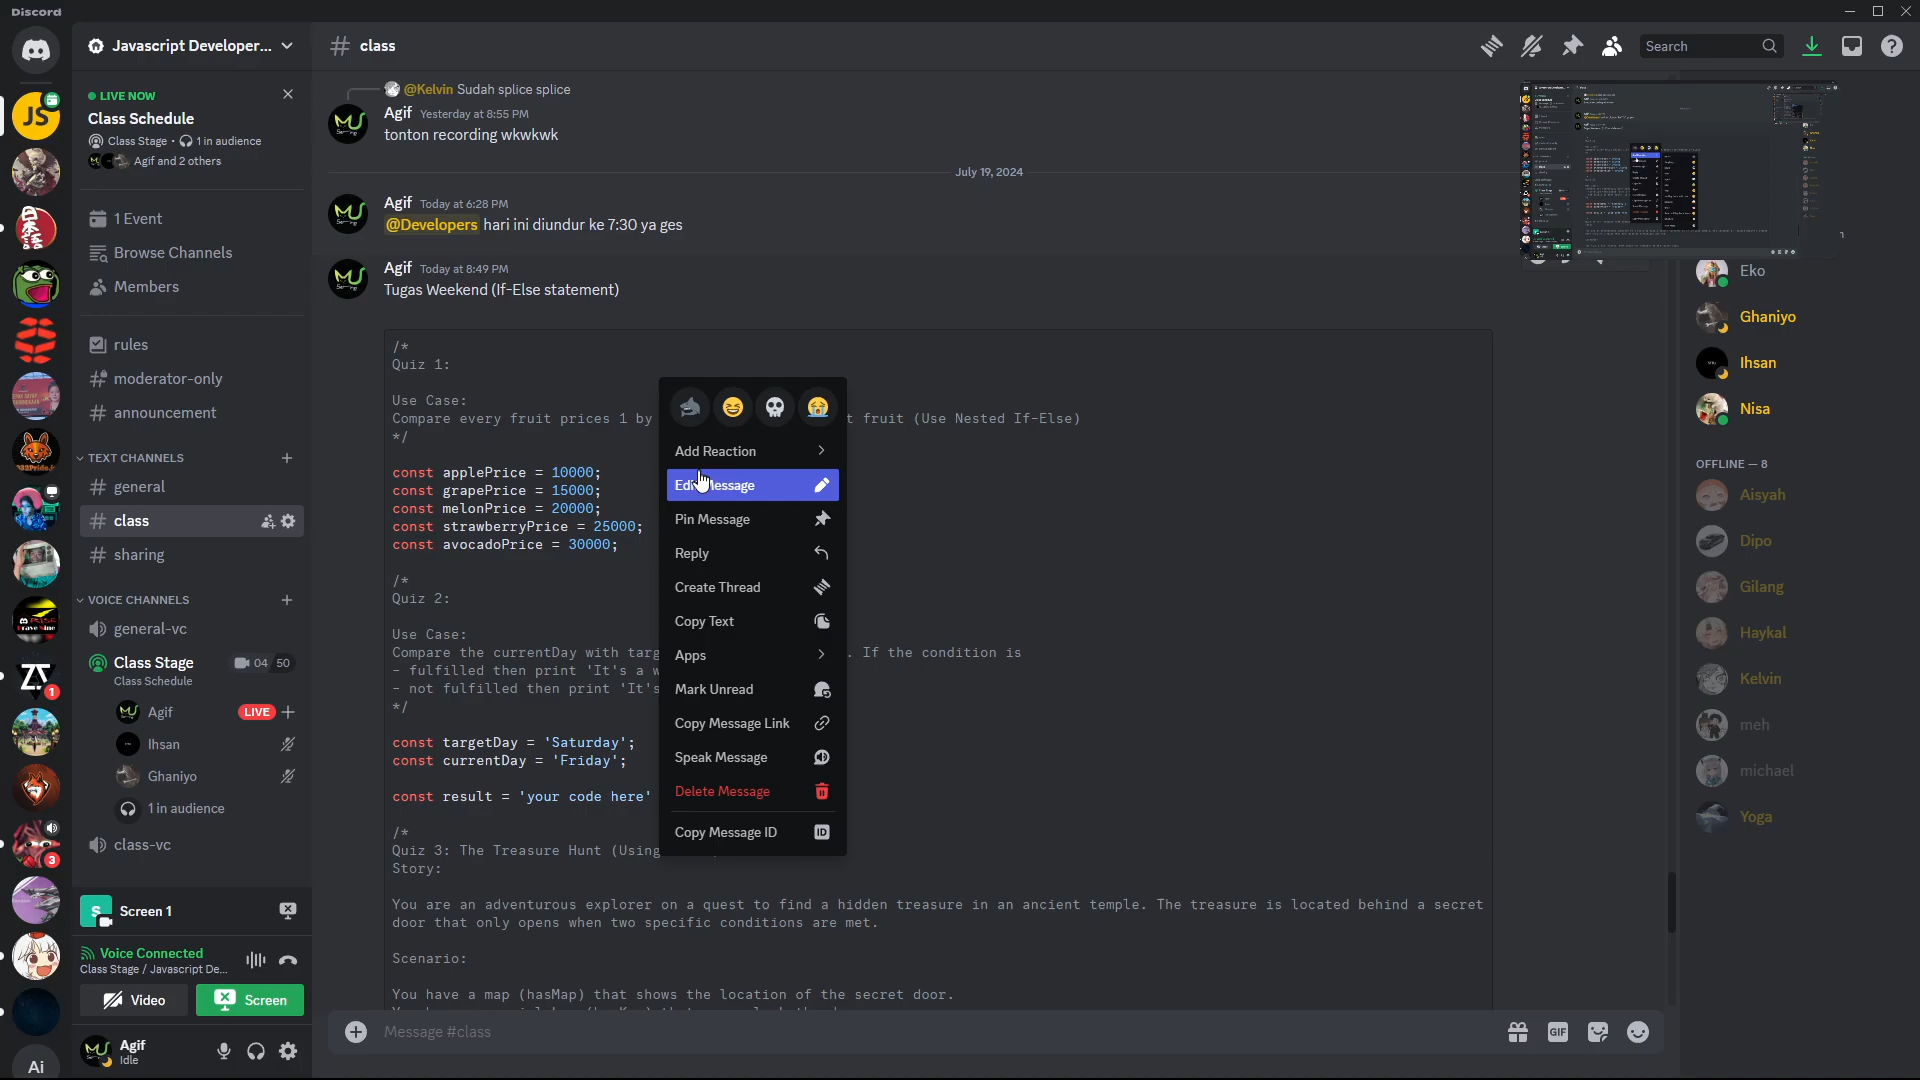 Discord
Javascript Developer...
LIVE NOW
Class Schedule
Class Stage • 1 in audience
Agif and 2 others
1 Event
Browse Channels
Members
rules
moderator-only
announcement
TEXT CHANNELS
general
class
sharing
VOICE CHANNELS
general-vc
Class Stage 04 50
Class Schedule
Agif LIVE
Ihsan
Ghaniyo
1 in audience
class-vc
Screen 1
Voice Connected
Class Stage / Javascript De...
Video Screen
Agif
Idle
JS
1
3
Ai
# class
Search
@Kelvin Sudah splice splice
Agif Yesterday at 8:55 PM
tonton recording wkwkwk
July 19, 2024
Agif Today at 6:28 PM
@Developers hari ini diundur ke 7:30 ya ges
Agif Today at 8:49 PM
Tugas Weekend (If-Else statement)
/*
Quiz 1:
Use Case:
Compare every fruit prices 1 by t fruit (Use Nested If-Else)
*/
const applePrice = 10000;
const grapePrice = 15000;
const melonPrice = 20000;
const strawberryPrice = 25000;
const avocadoPrice = 30000;
/*
Quiz 2:
Use Case:
Compare the currentDay with targ . If the condition is
- fulfilled then print 'It's a w
- not fulfilled then print 'It's
*/
const targetDay = 'Saturday';
const currentDay = 'Friday';
const result = 'your code here'
/*
Quiz 3: The Treasure Hunt (Using
Story:
You are an adventurous explorer on a quest to find a hidden treasure in an ancient temple. The treasure is located behind a secret
door that only opens when two specific conditions are met.
Scenario:
You have a map (hasMap) that shows the location of the secret door.
Message #class
GIF
Add Reaction
Edit Message
Pin Message
Reply
Create Thread
Copy Text
Apps
Mark Unread
Copy Message Link
Speak Message
Delete Message
Copy Message ID
ID
Eko
Ghaniyo
Ihsan
Nisa
OFFLINE — 8
Aisyah
Dipo
Gilang
Haykal
Kelvin
meh
michael
Yoga